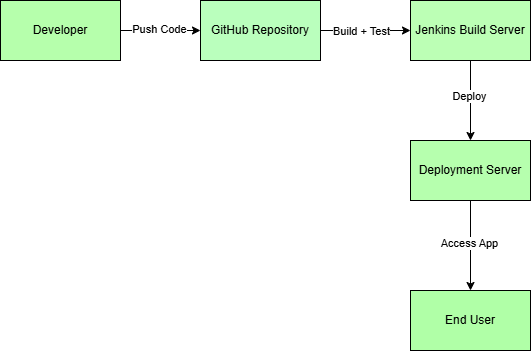 Developer
Push Code
GitHub Repository
Build + Test
Jenkins Build Server
Deploy
Deployment Server
Access App
End User